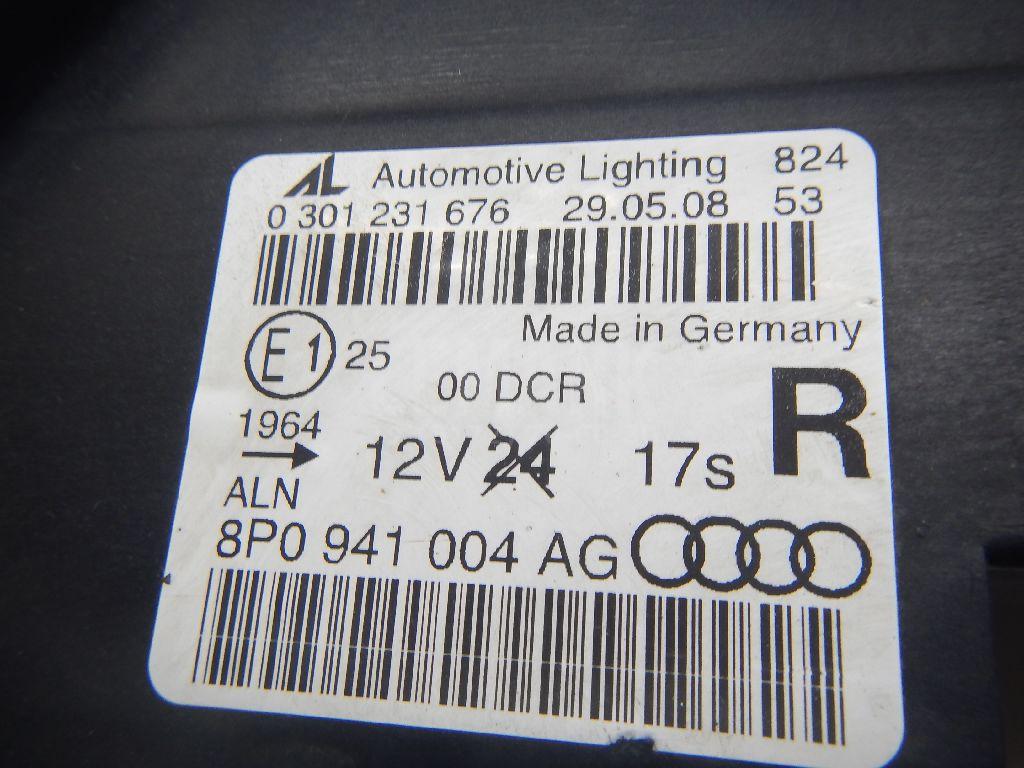 AL Automotive Lighting 824
0 301 231 676 29.05.08 53
Made in Germany
E1 25
00 DCR
R
1964
12V 24 17s
ALN
8P0 941 004 AG